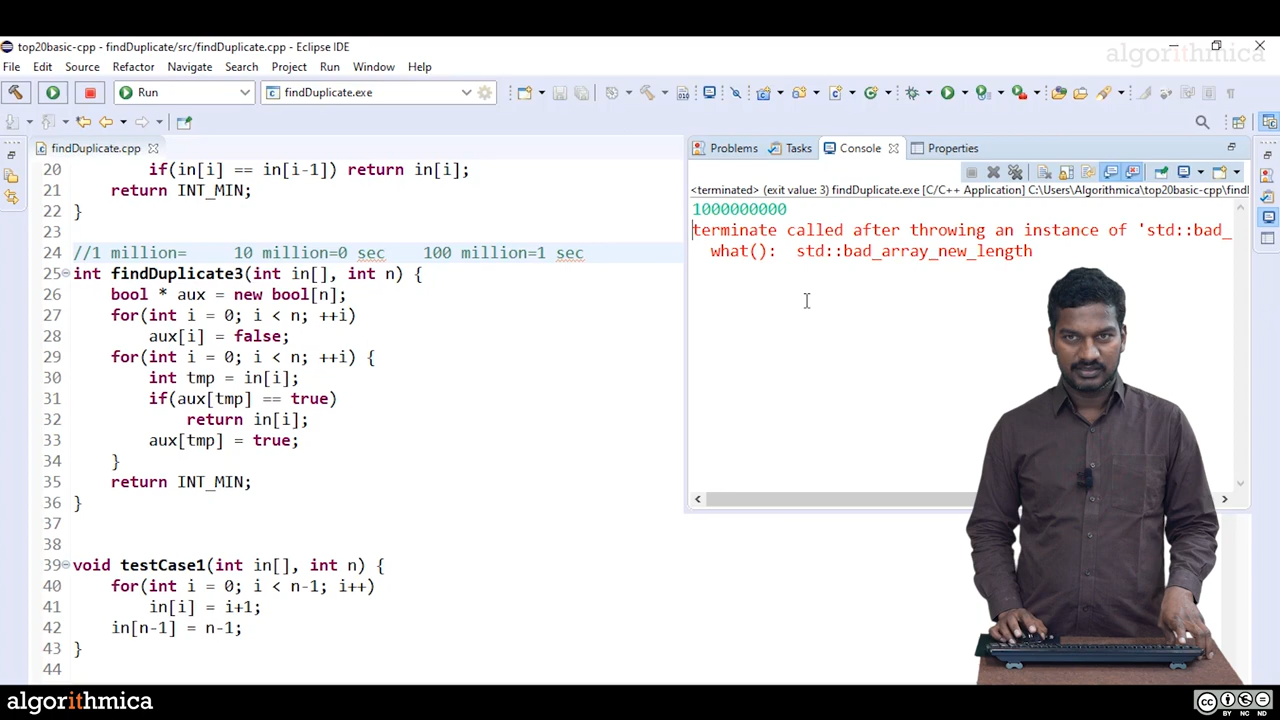 top20basic-cpp - findDuplicate/src/findDuplicate.cpp - Eclipse IDE
algorithmica
File Edit Source Refactor Navigate Search Project Run Window Help
Run findDuplicate.exe
findDuplicate.cpp
20 if(in[i] == in[i-1]) return in[i];
21 return INT_MIN;
22 }
23
24 //1 million= 10 million=0 sec 100 million=1 sec
25 int findDuplicate3(int in[], int n) {
26 bool * aux = new bool[n];
27 for(int i = 0; i < n; ++i)
28 aux[i] = false;
29 for(int i = 0; i < n; ++i) {
30 int tmp = in[i];
31 if(aux[tmp] == true)
32 return in[i];
33 aux[tmp] = true;
34 }
35 return INT_MIN;
36 }
37
38
39 void testCase1(int in[], int n) {
40 for(int i = 0; i < n-1; i++)
41 in[i] = i+1;
42 in[n-1] = n-1;
43 }
44
Problems Tasks Console Properties
<terminated> (exit value: 3) findDuplicate.exe [C/C++ Application] C:\Users\Algorithmica\top20basic-cpp\findl
1000000000
terminate called after throwing an instance of 'std::bad_
what(): std::bad_array_new_length
algorithmica
CC BY NC ND